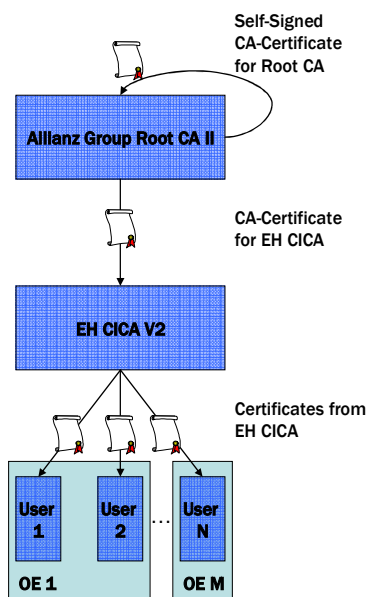 Self-Signed
CA-Certificate
for Root CA
Allianz Group Root CA II
CA-Certificate
for EH CICA
EH CICA V2
Certificates from
EH CICA
User
1
User
2
...
User
N
OE 1
OE M